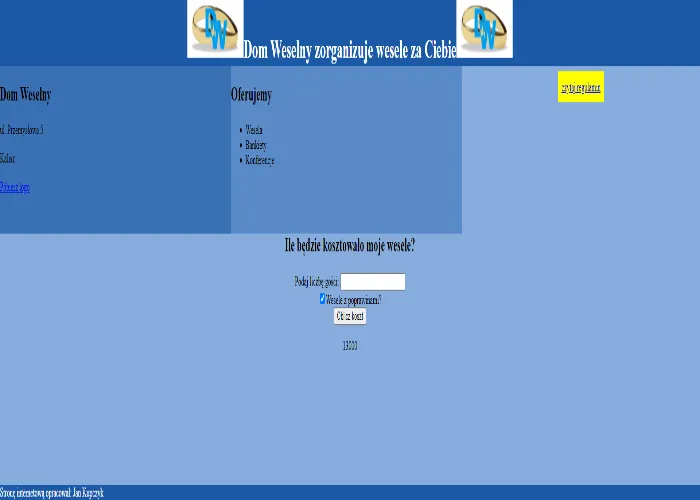 DW
Dom Weselny zorganizuje wesele za Ciebie
DW
Dom Weselny
ul. Przemysłowa 5
Kalisz
Pobierz logo
Oferujemy
Wesela
Bankiety
Konferencje
czytaj regulamin
Ile będzie kosztowało moje wesele?
Podaj liczbę gości:
Wesele z poprawinami?
Oblicz koszt
13000
Stronę internetową opracował: Jan Kupczyk